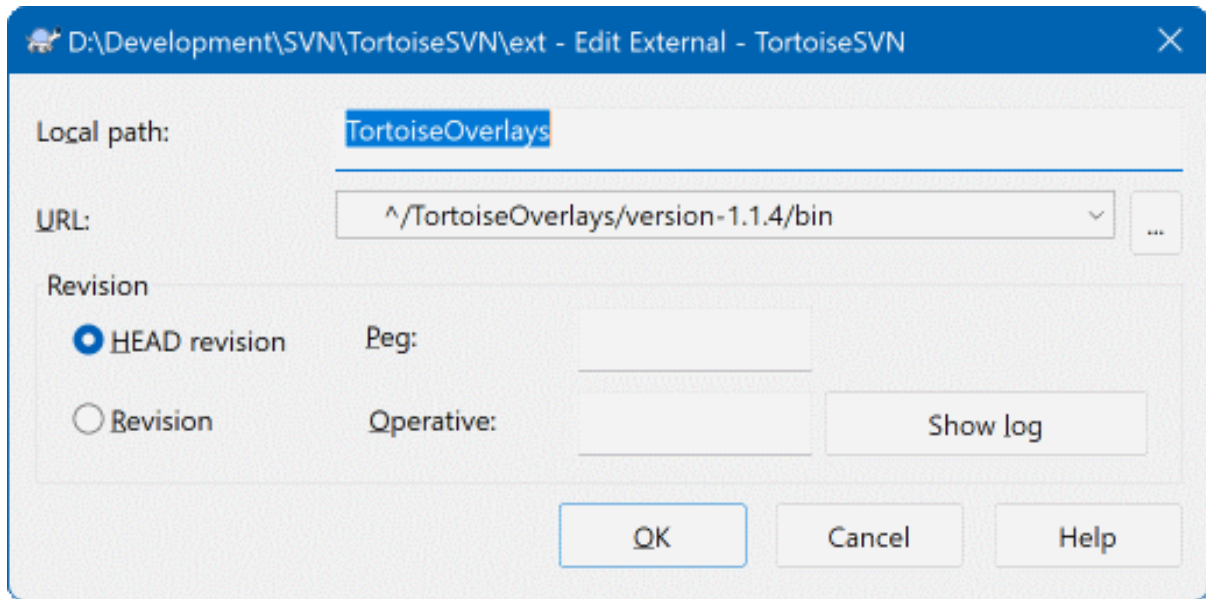 D:\Development\SVN\TortoiseSVN\ext - Edit External - TortoiseSVN
Local path: TortoiseOverlays
URL: ^/TortoiseOverlays/version-1.1.4/bin ...
Revision
HEAD revision Peg:
Revision Operative: Show log
OK Cancel Help